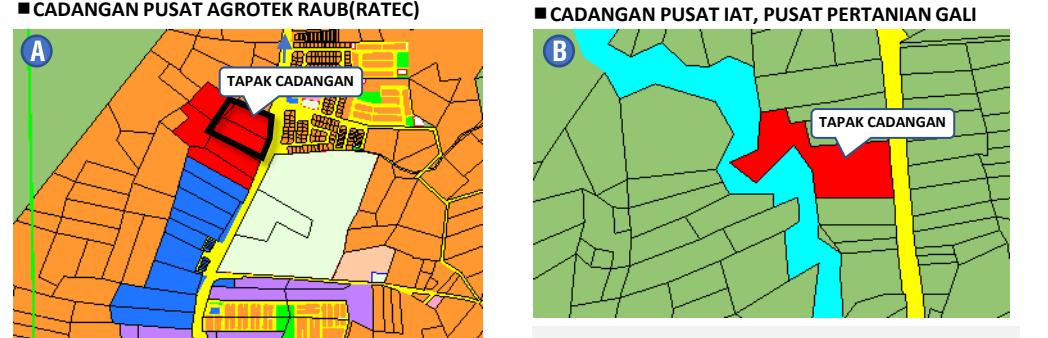 ■CADANGAN PUSAT AGROTEK RAUB(RATEC)
A
TAPAK CADANGAN
■CADANGAN PUSAT IAT, PUSAT PERTANIAN GALI
B
TAPAK CADANGAN